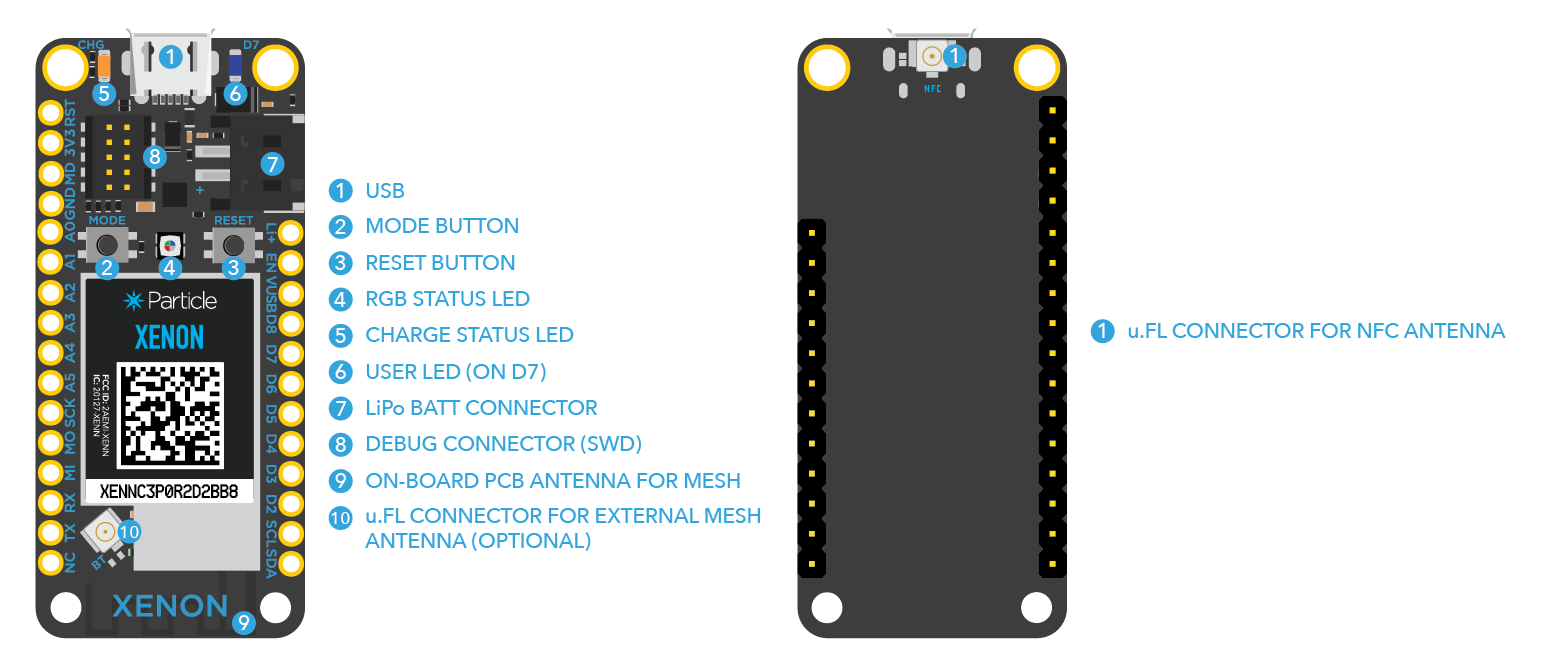 CHG
D7
1
5
6
RST
3V3
MD
GND
A0
A1
A2
A3
A4
A5
SCK
MO
MI
RX
TX
NC
8
7
+
MODE
RESET
2
4
3
Li+
EN
VUSB
D8
D7
D6
D5
D4
D3
D2
SCL
SDA
Particle
XENON
FCC ID: 2AEMI-XENN
IC: 20127-XENN
XENNC3P0R2D2BB8
10
BT
XENON
9
1 USB
2 MODE BUTTON
3 RESET BUTTON
4 RGB STATUS LED
5 CHARGE STATUS LED
6 USER LED (ON D7)
7 LiPo BATT CONNECTOR
8 DEBUG CONNECTOR (SWD)
9 ON-BOARD PCB ANTENNA FOR MESH
10 u.FL CONNECTOR FOR EXTERNAL MESH
ANTENNA (OPTIONAL)
1
NFC
1 u.FL CONNECTOR FOR NFC ANTENNA